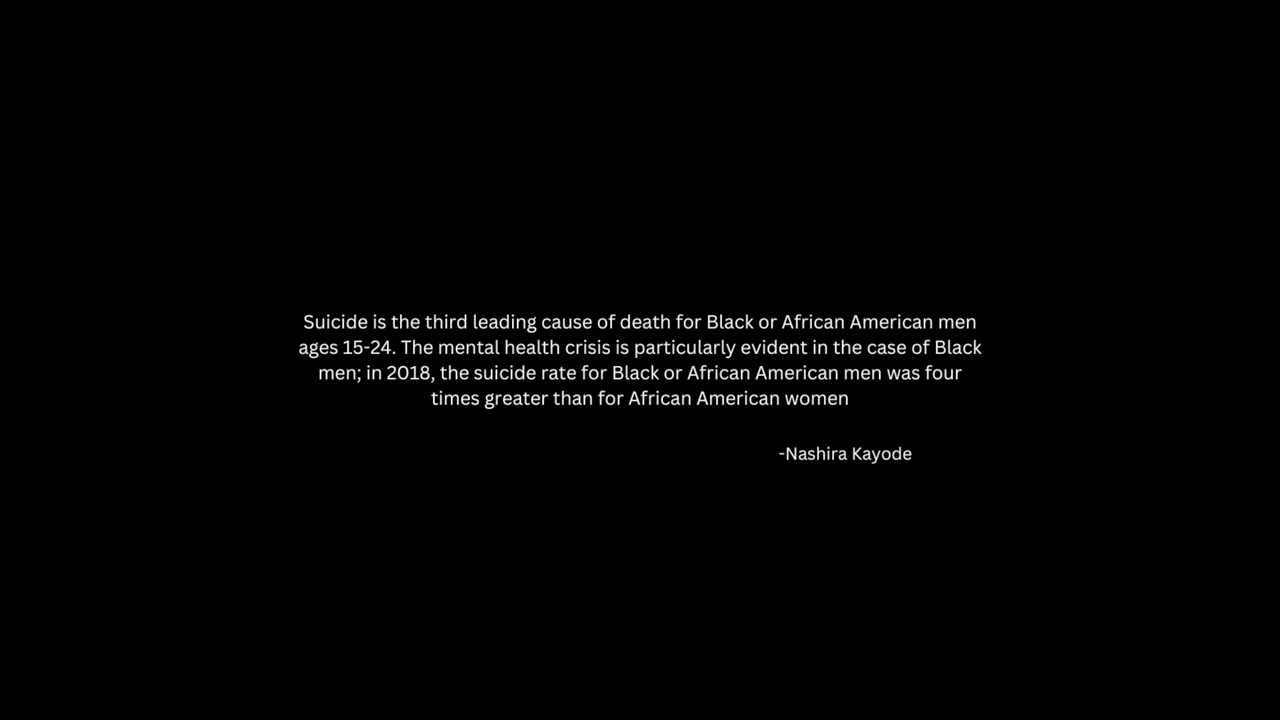 Suicide is the third leading cause of death for Black or African American men
ages 15-24. The mental health crisis is particularly evident in the case of Black
men; in 2018, the suicide rate for Black or African American men was four
times greater than for African American women
-Nashira Kayode